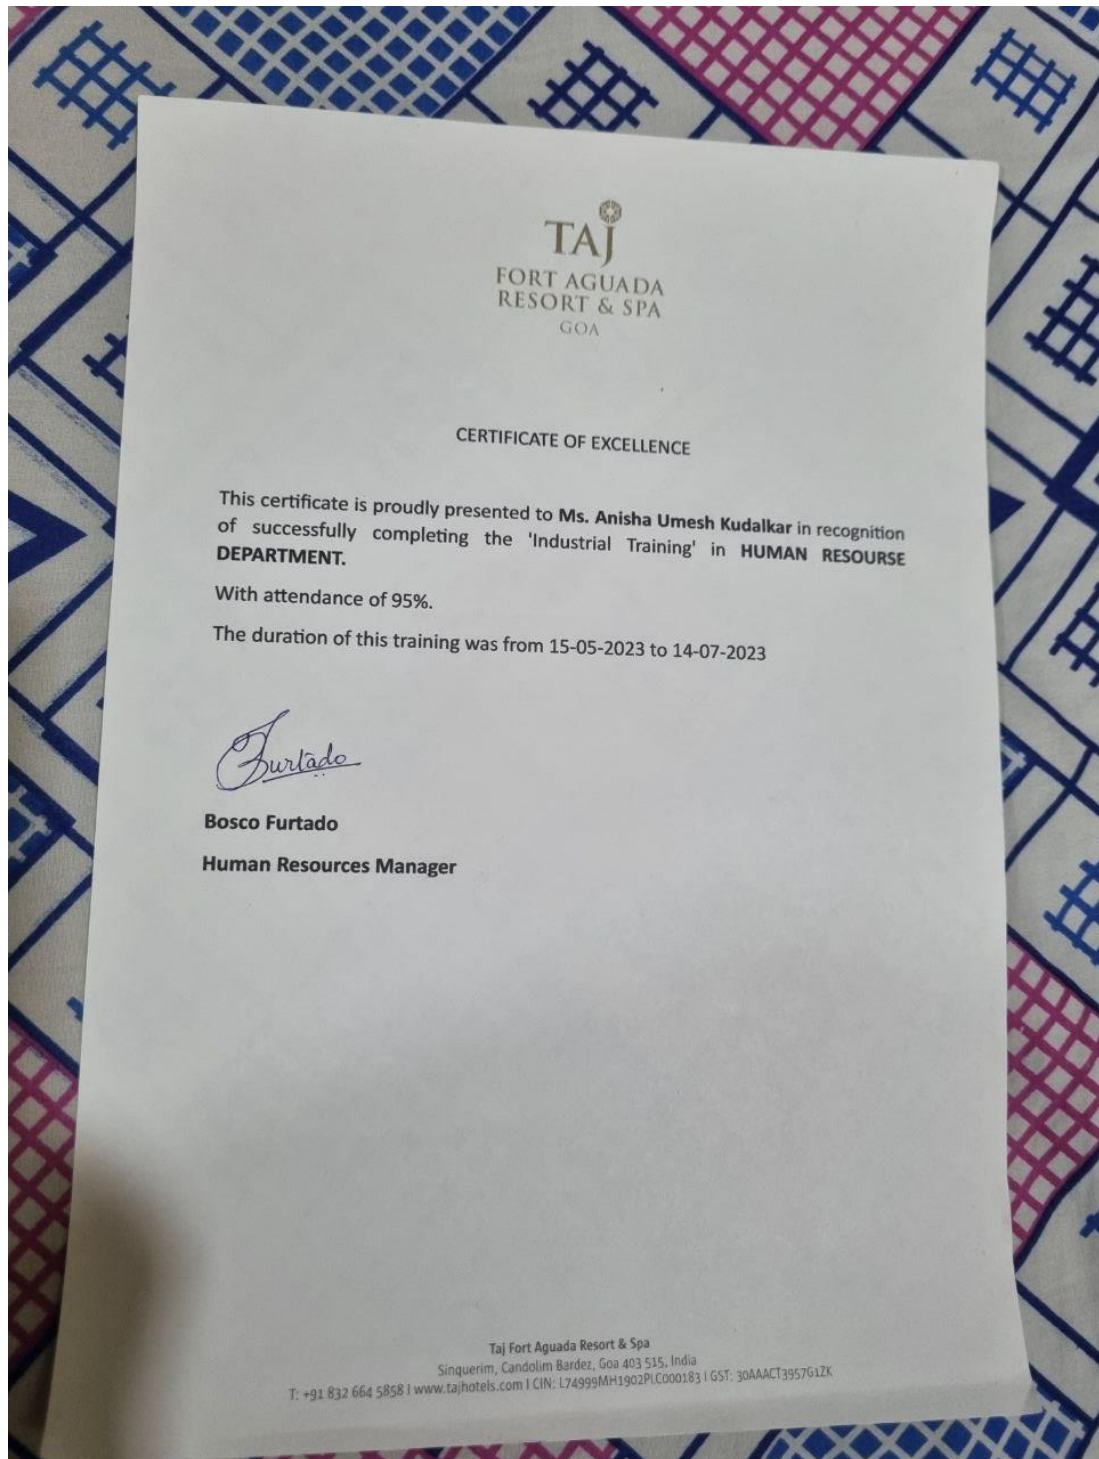 TAJ
FORT AGUADA
RESORT & SPA
GOA
CERTIFICATE OF EXCELLENCE
This certificate is proudly presented to Ms. Anisha Umesh Kudalkar in recognition
of successfully completing the 'Industrial Training' in HUMAN RESOURSE
DEPARTMENT.
With attendance of 95%.
The duration of this training was from 15-05-2023 to 14-07-2023
Furtado
Bosco Furtado
Human Resources Manager
Taj Fort Aguada Resort & Spa
Sinquerim, Candolim Bardez, Goa 403 515, India
T: +91 832 664 5858 I www.tajhotels.com I CIN: L74999MH1902PLC000183 I GST: 30AAACT3957G1ZK